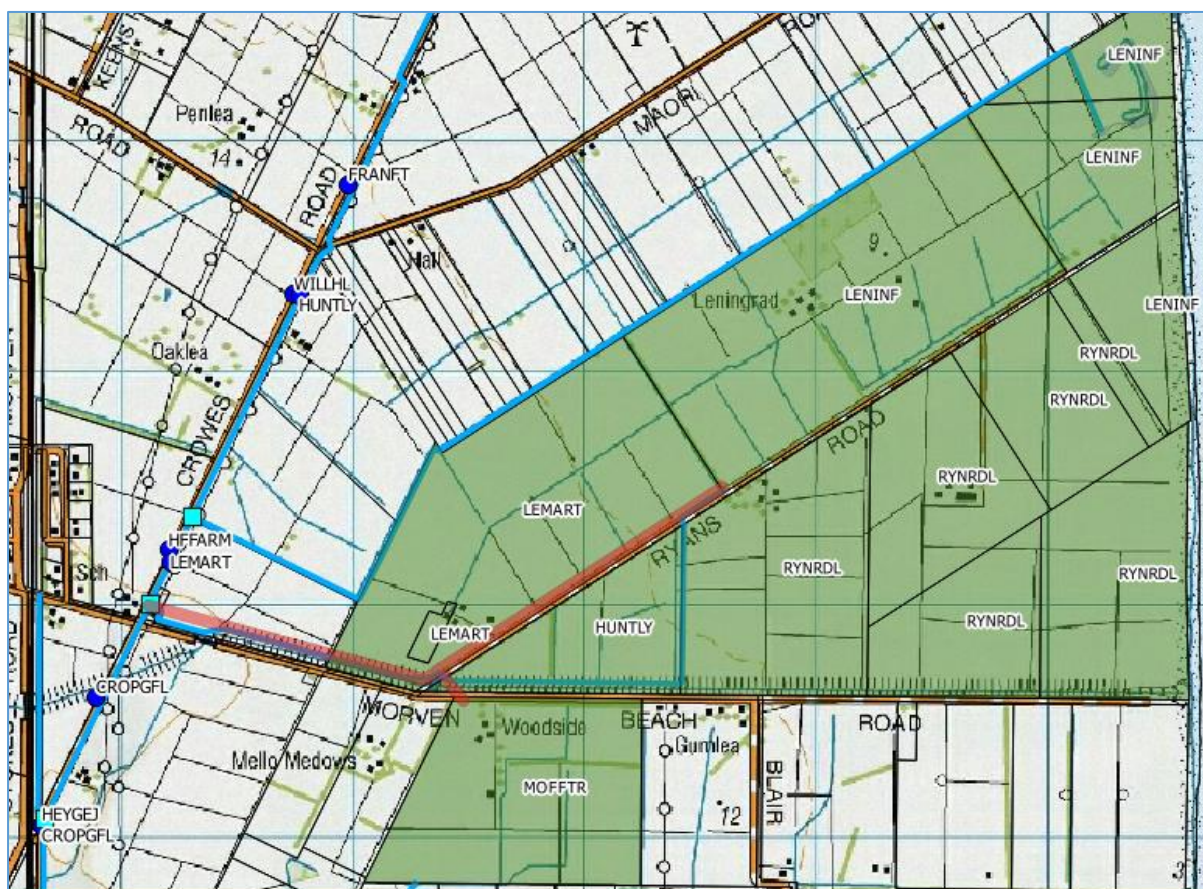 KEBNS
ROAD
Penlea
14
ROAD
FRANFT
MAORI
LENINF
LENINF
WILLHL
HUNTLY
Hall
9
Leningrad
LENINF
LENINF
Oaklea
CROWES
RYNRDL
RYNRDL
ROAD
RYNRDL
LEMART
RYANS
HFFARM
LEMART
Sch
RYNRDL
RYNRDL
LEMART
HUNTLY
RYNRDL
CROPGFL
MORVEN
Woodside
BEACH
ROAD
Mello Medows
Gumlea
MOFFTR
BLAIR
12
HEYGEJ
CROPGFL